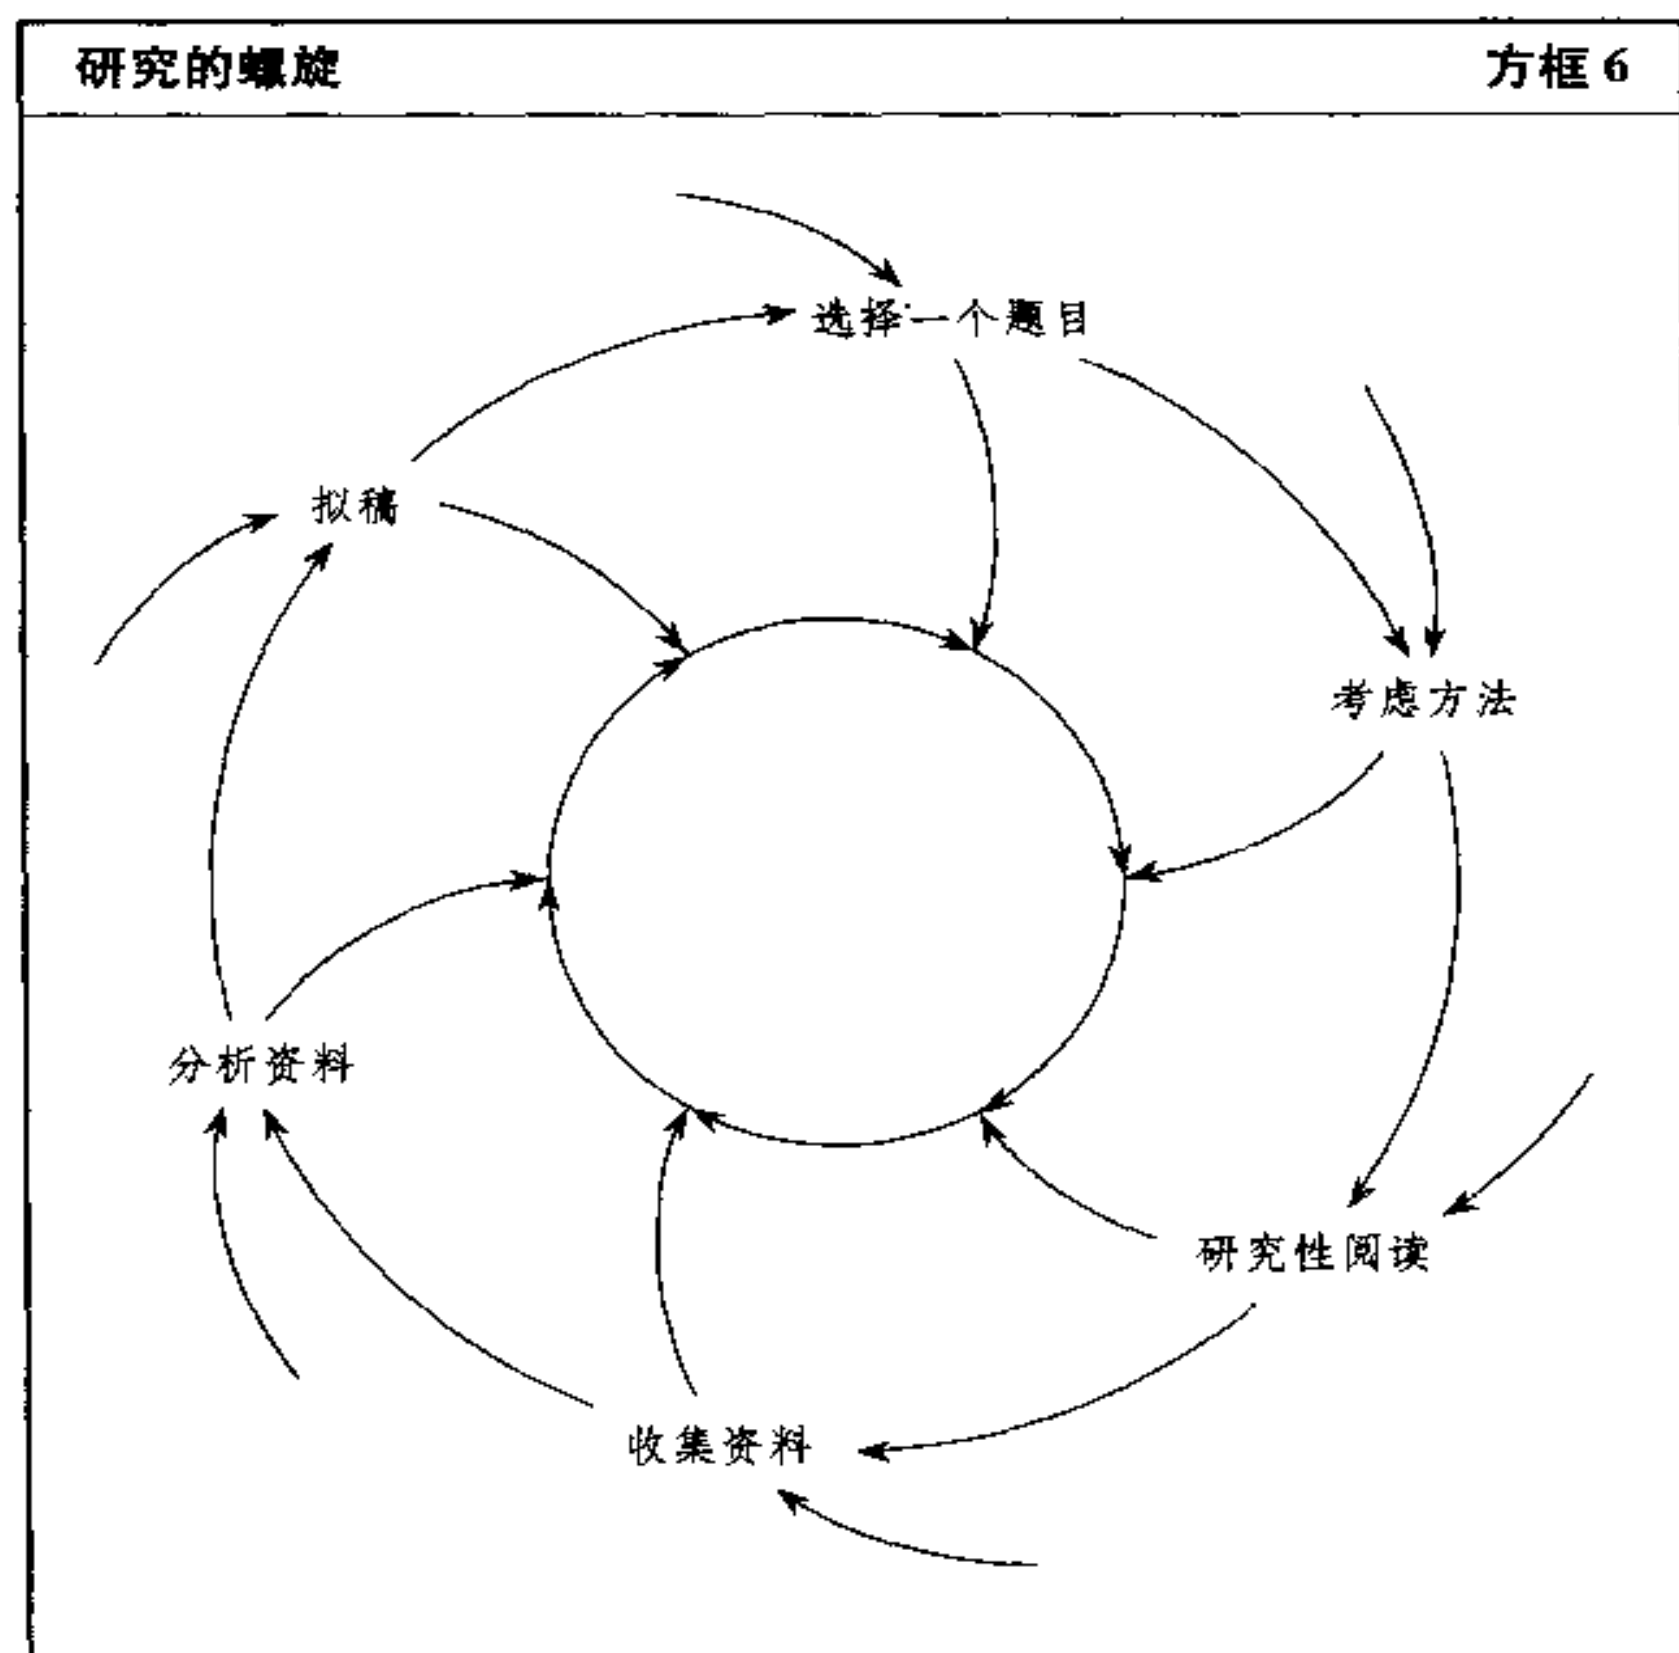 研究的螺旋 方框 6
选择一个题目
拟稿
考虑方法
分析资料
研究性阅读
收集资料